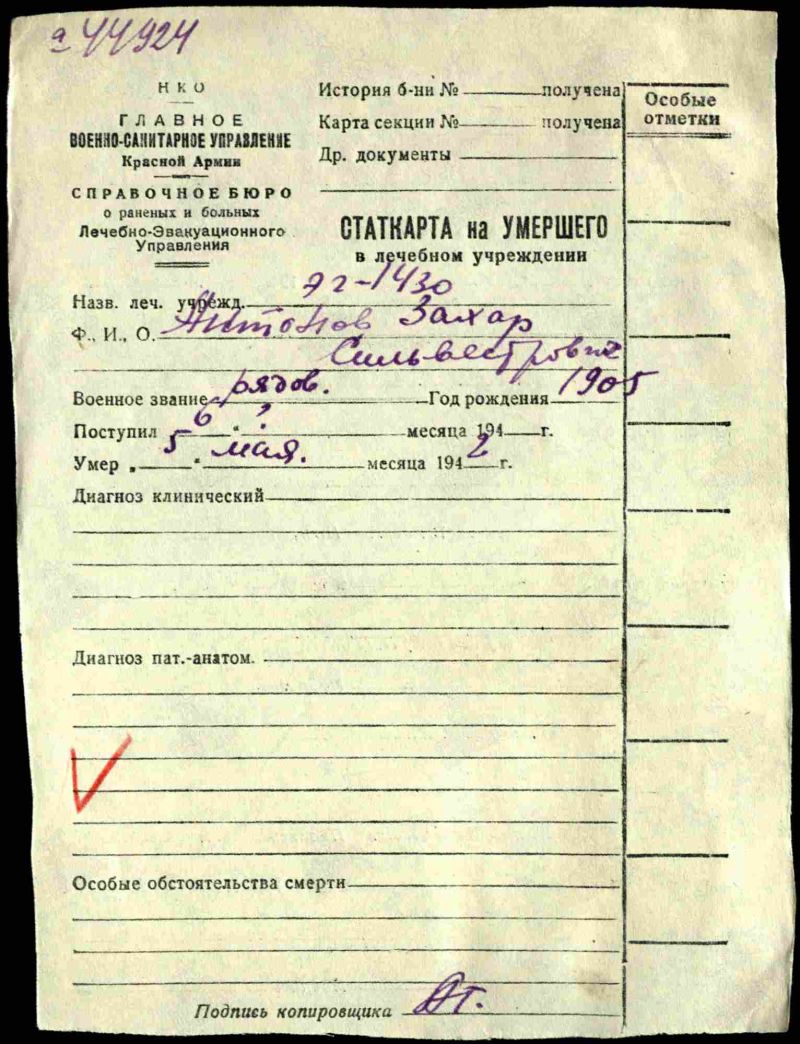 а 44924
НКО
ГЛАВНОЕ
ВОЕННО-САНИТАРНОЕ УПРАВЛЕНИЕ
Красной Армии
СПРАВОЧНОЕ БЮРО
о раненых и больных
Лечебно-Эвакуационного
Управления
История б-ни № получена
Карта секции № получена
Др. документы
Особые
отметки
СТАТКАРТА на УМЕРШЕГО
в лечебном учреждении
Назв. леч. учрежд. ЭГ-1430
Ф., И., О. Антонов Захар
Сильвестрович
Военное звание рядов. Год рождения 1905
Поступил " месяца 194 г.
Умер „ 5 " мая. месяца 1942 г.
Диагноз клинический
Диагноз пат.-анатом.
Особые обстоятельства смерти
Подпись копировщика